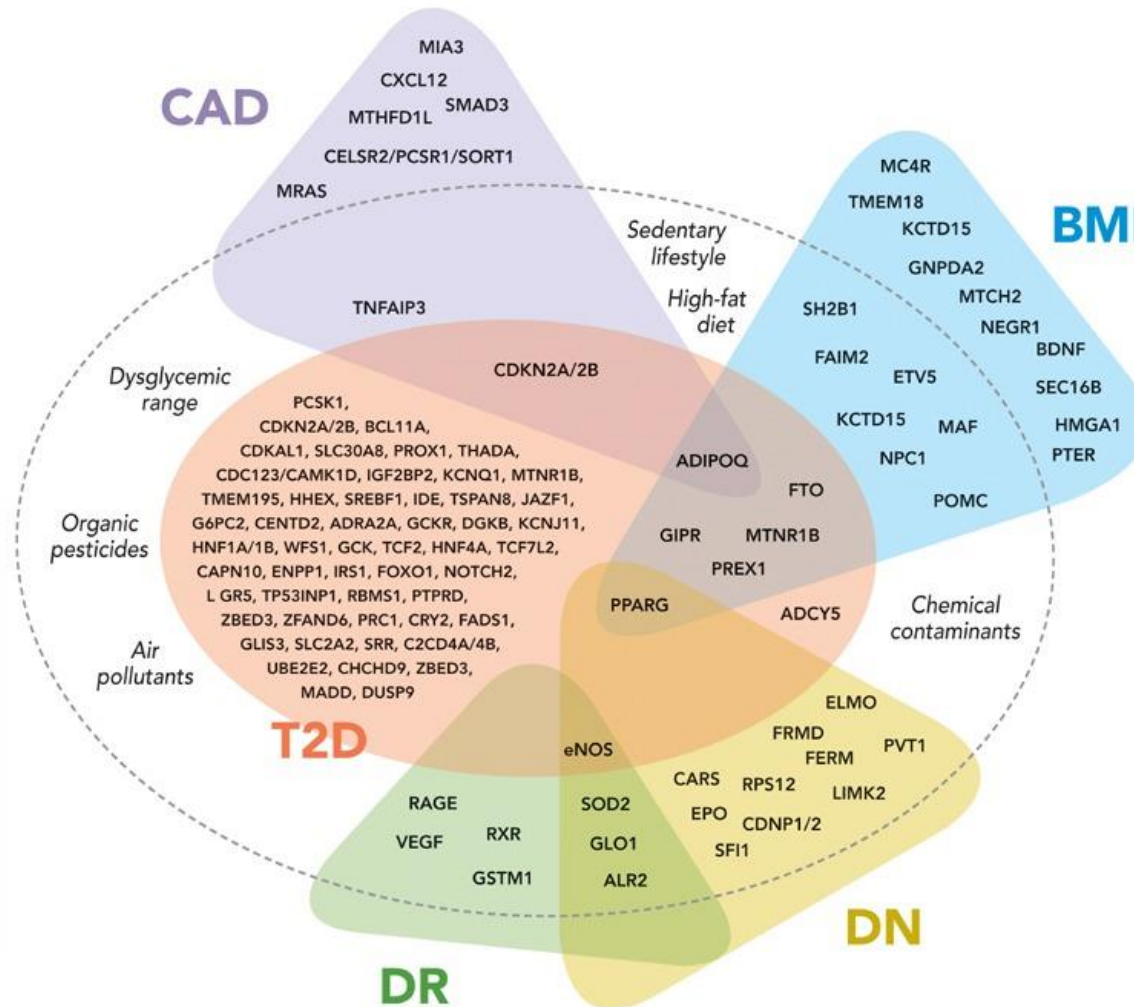 MIA3
CXCL12
SMAD3
MTHFD1L
CAD
CELSR2/PCSR1/SORT1
MRAS
MC4R
TMEM18
KCTD15
BMI
GNPDA2
MTCH2
NEGR1
BDNF
SH2B1
FAIM2
ETV5
SEC16B
KCTD15
MAF
HMGA1
NPC1
PTER
POMC
Sedentary
lifestyle
High-fat
diet
TNFAIP3
CDKN2A/2B
Dysglycemic
range
PCSK1,
CDKN2A/2B, BCL11A,
CDKAL1, SLC30A8, PROX1, THADA,
CDC123/CAMK1D, IGF2BP2, KCNQ1, MTNR1B,
TMEM195, HHEX, SREBF1, IDE, TSPAN8, JAZF1,
G6PC2, CENTD2, ADRA2A, GCKR, DGKB, KCNJ11,
HNF1A/1B, WFS1, GCK, TCF2, HNF4A, TCF7L2,
CAPN10, ENPP1, IRS1, FOXO1, NOTCH2,
L GR5, TP53INP1, RBMS1, PTPRD,
ZBED3, ZFAND6, PRC1, CRY2, FADS1,
GLIS3, SLC2A2, SRR, C2CD4A/4B,
UBE2E2, CHCHD9, ZBED3,
MADD, DUSP9
T2D
Organic
pesticides
Air
pollutants
ADIPOQ
FTO
GIPR
MTNR1B
PREX1
PPARG
ADCY5
Chemical
contaminants
eNOS
SOD2
GLO1
ALR2
RAGE
VEGF
RXR
GSTM1
DR
ELMO
FRMD
PVT1
FERM
CARS
RPS12
LIMK2
EPO
CDNP1/2
SFI1
DN